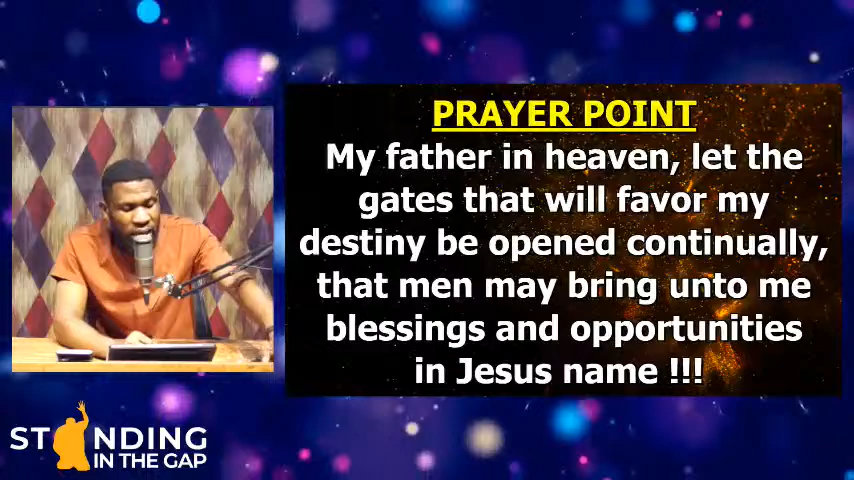 PRAYER POINT
My father in heaven, let the
gates that will favor my
destiny be opened continually,
that men may bring unto me
blessings and opportunities
in Jesus name !!!
STANDING
IN THE GAP